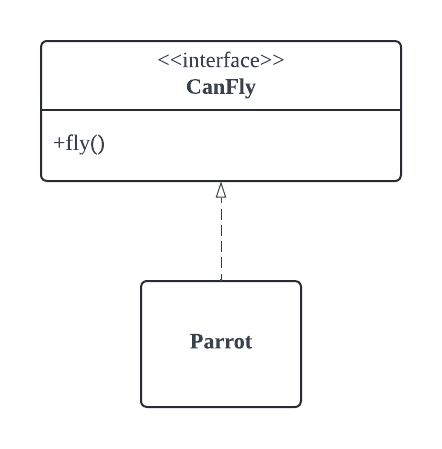 <<interface>>
CanFly
+fly()
Parrot